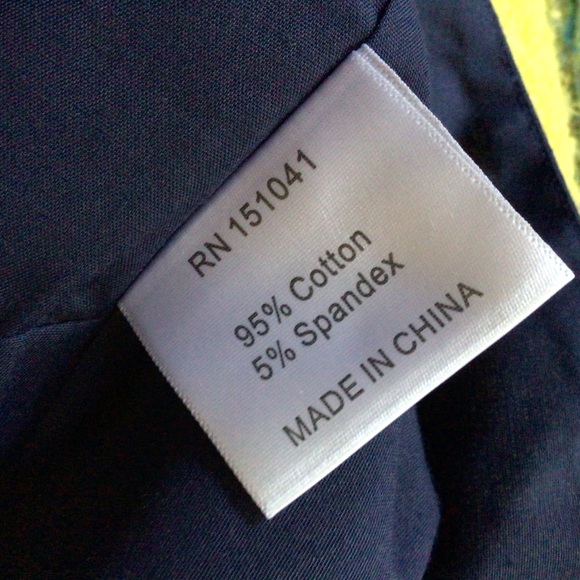 RN 151041
95% Cotton
5% Spandex
MADE IN CHINA